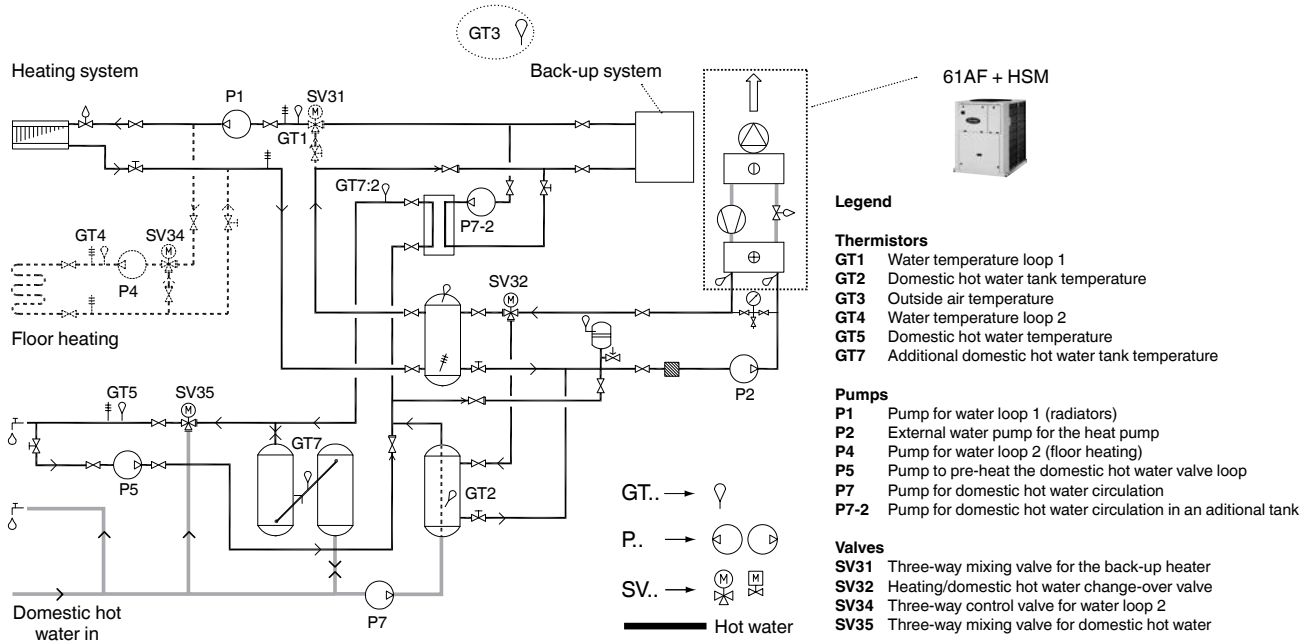 GT3
Heating system
Back-up system
61AF + HSM
P1
SV31
M
GT1
GT7:2
P7-2
GT4
SV34
M
P4
Floor heating
SV32
M
P2
GT5
SV35
M
GT7
P5
GT2
P7
Domestic hot
water in
GT..
P..
SV..
M
M
Hot water
Legend
Thermistors
GT1 Water temperature loop 1
GT2 Domestic hot water tank temperature
GT3 Outside air temperature
GT4 Water temperature loop 2
GT5 Domestic hot water temperature
GT7 Additional domestic hot water tank temperature
Pumps
P1 Pump for water loop 1 (radiators)
P2 External water pump for the heat pump
P4 Pump for water loop 2 (floor heating)
P5 Pump to pre-heat the domestic hot water valve loop
P7 Pump for domestic hot water circulation
P7-2 Pump for domestic hot water circulation in an aditional tank
Valves
SV31 Three-way mixing valve for the back-up heater
SV32 Heating/domestic hot water change-over valve
SV34 Three-way control valve for water loop 2
SV35 Three-way mixing valve for domestic hot water